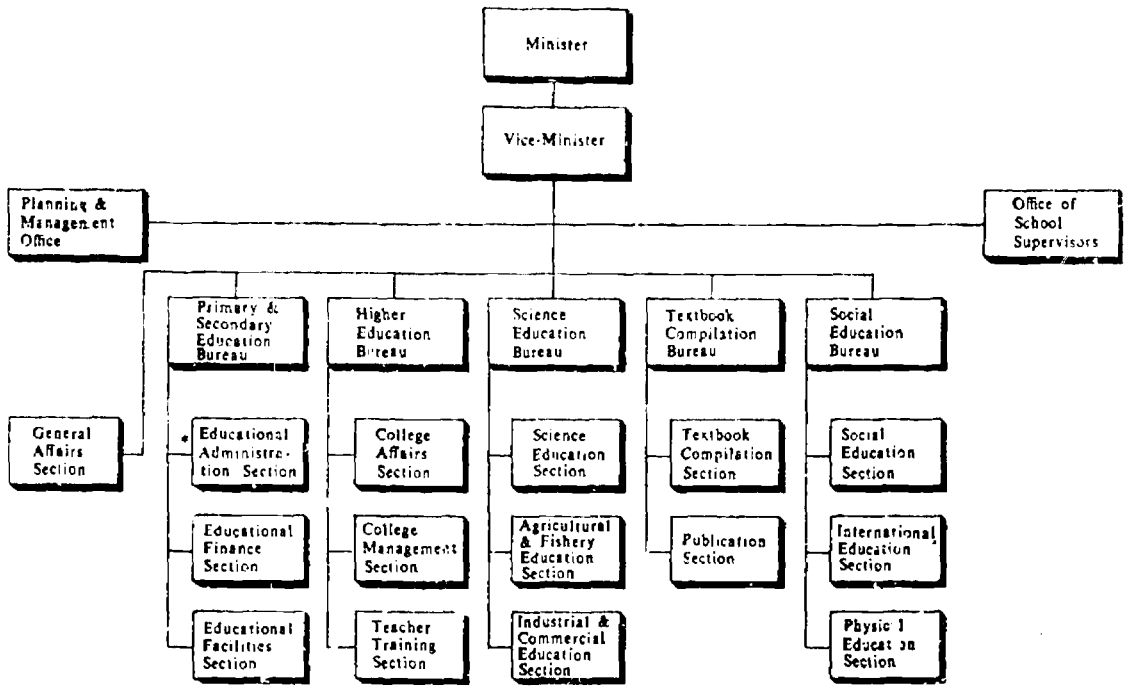 Minister
Vice-Minister
Planning &
Management
Office
Office of
School
Supervisors
Primary &
Secondary
Education
Bureau
Higher
Education
Bureau
Science
Education
Bureau
Textbook
Compilation
Bureau
Social
Education
Bureau
General
Affairs
Section
* Educational
Administra-
tion Section
College
Affairs
Section
Science
Education
Section
Textbook
Compilation
Section
Social
Education
Section
Educational
Finance
Section
College
Management
Section
Agricultural
& Fishery
Education
Section
Publication
Section
International
Education
Section
Educational
Facilities
Section
Teacher
Training
Section
Industrial &
Commercial
Education
Section
Physical
Education
Section